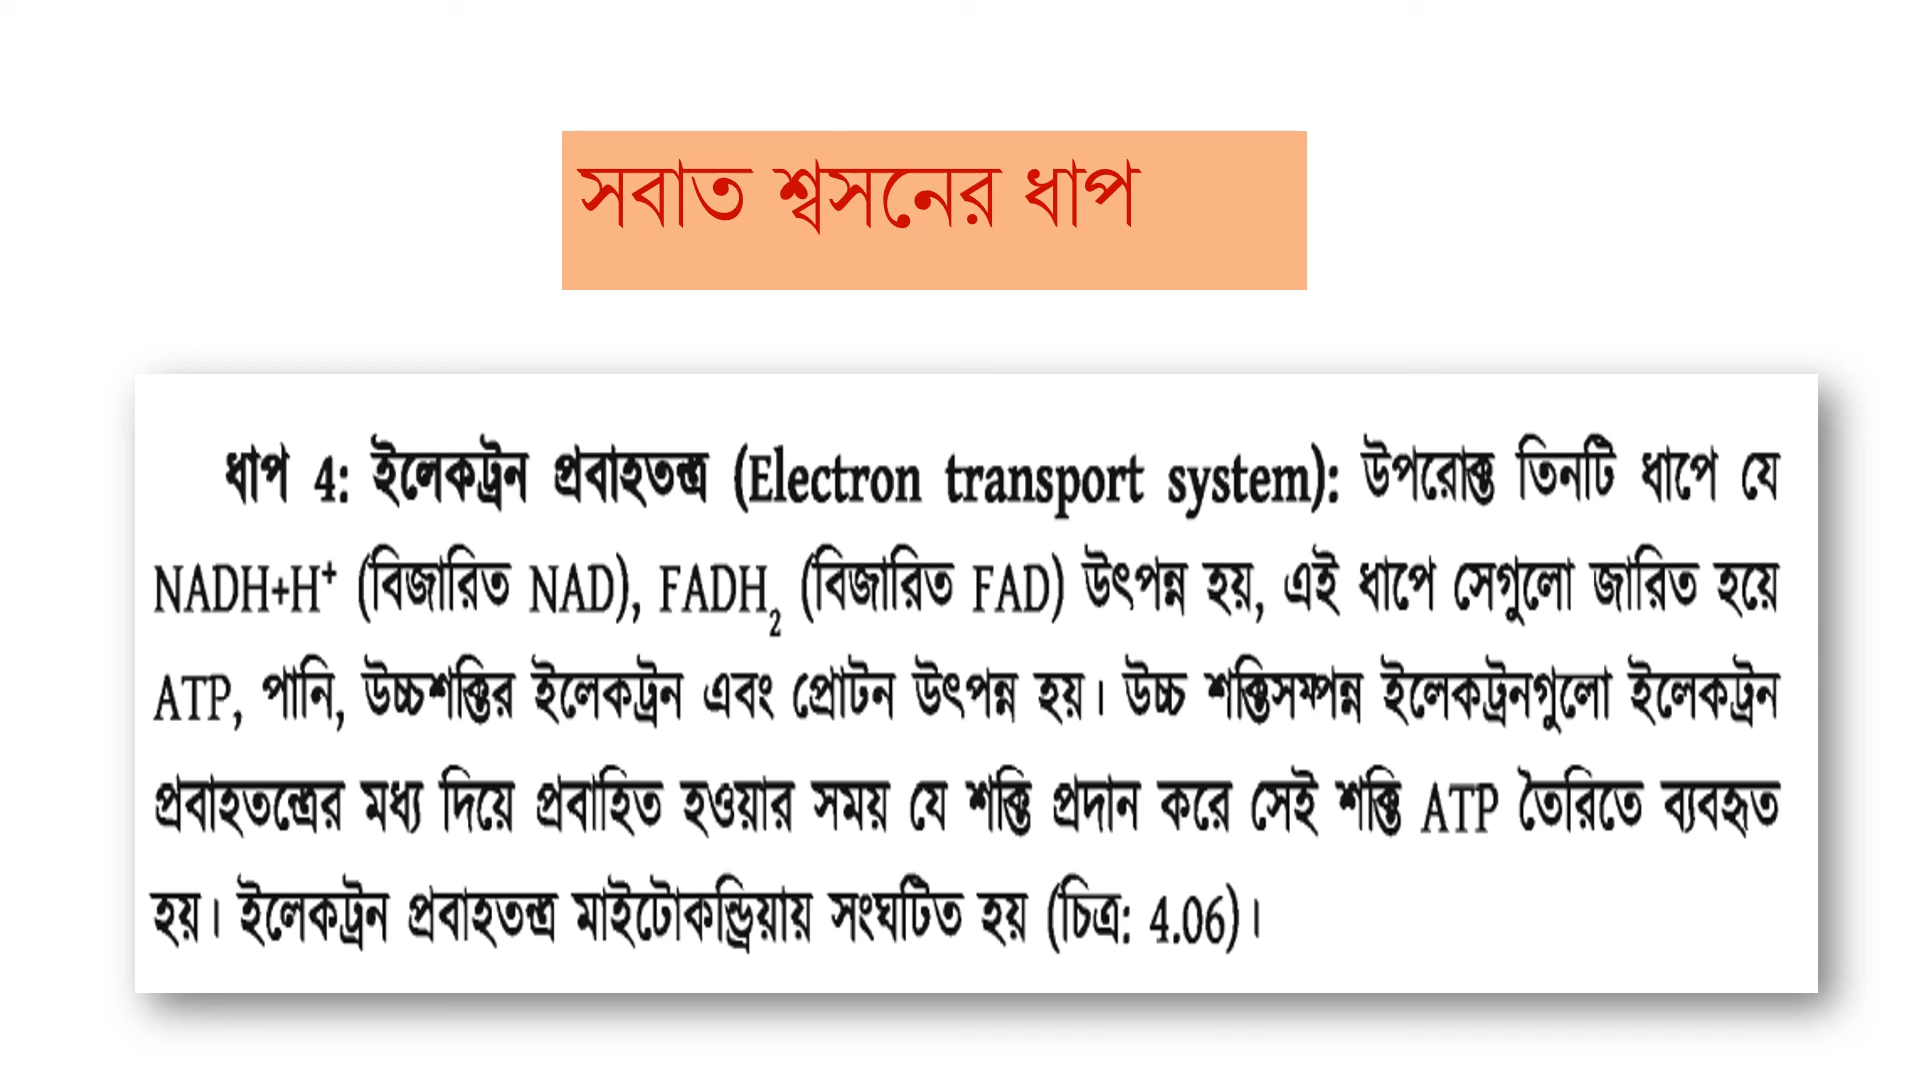 সবাত শ্বসনের ধাপ
ধাপ 4: ইলেকট্রন প্রবাহতন্ত্র (Electron transport system): উপরোক্ত তিনটি ধাপে যে
NADH+H⁺ (বিজারিত NAD), FADH₂ (বিজারিত FAD) উৎপন্ন হয়, এই ধাপে সেগুলো জারিত হয়ে
ATP, পানি, উচ্চশক্তির ইলেকট্রন এবং প্রোটন উৎপন্ন হয়। উচ্চ শক্তিসম্পন্ন ইলেকট্রনগুলো ইলেকট্রন
প্রবাহতন্ত্রের মধ্য দিয়ে প্রবাহিত হওয়ার সময় যে শক্তি প্রদান করে সেই শক্তি ATP তৈরিতে ব্যবহৃত
হয়। ইলেকট্রন প্রবাহতন্ত্র মাইটোকন্ড্রিয়ায় সংঘটিত হয় (চিত্র: 4.06)।